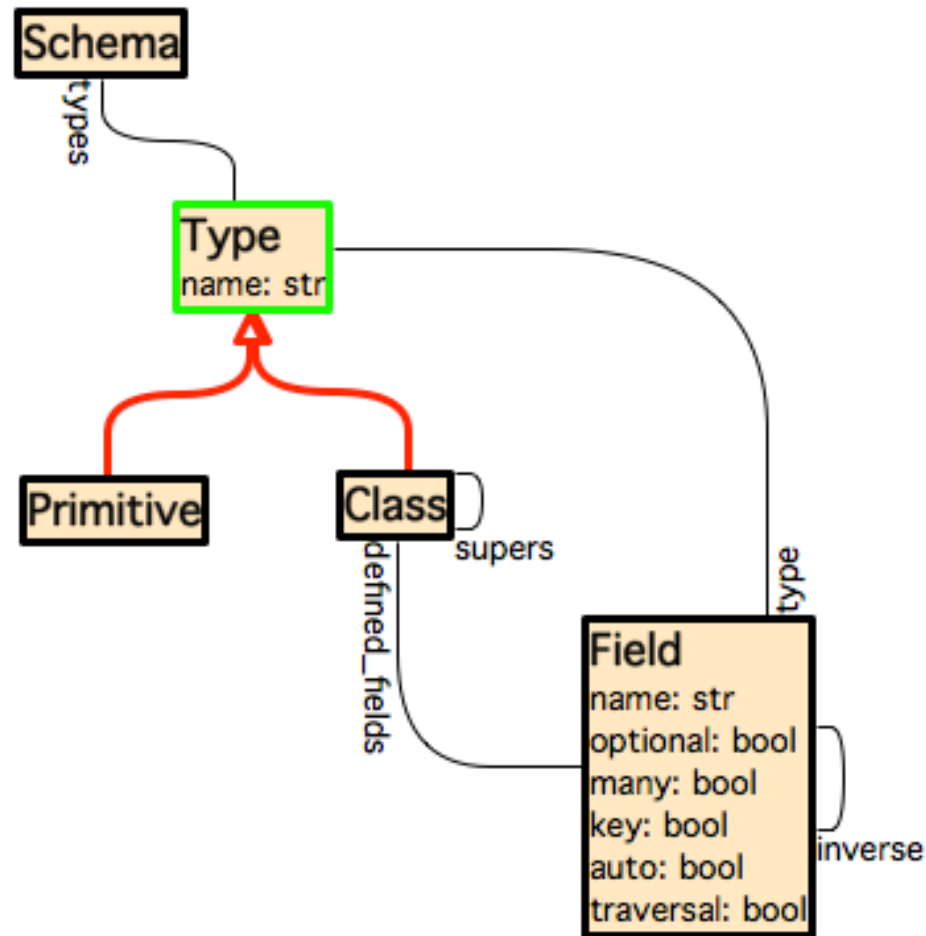 Schema
types
Type
name: str
Primitive
Class
supers
defined_fields
type
Field
name: str
optional: bool
many: bool
key: bool
auto: bool
traversal: bool
inverse